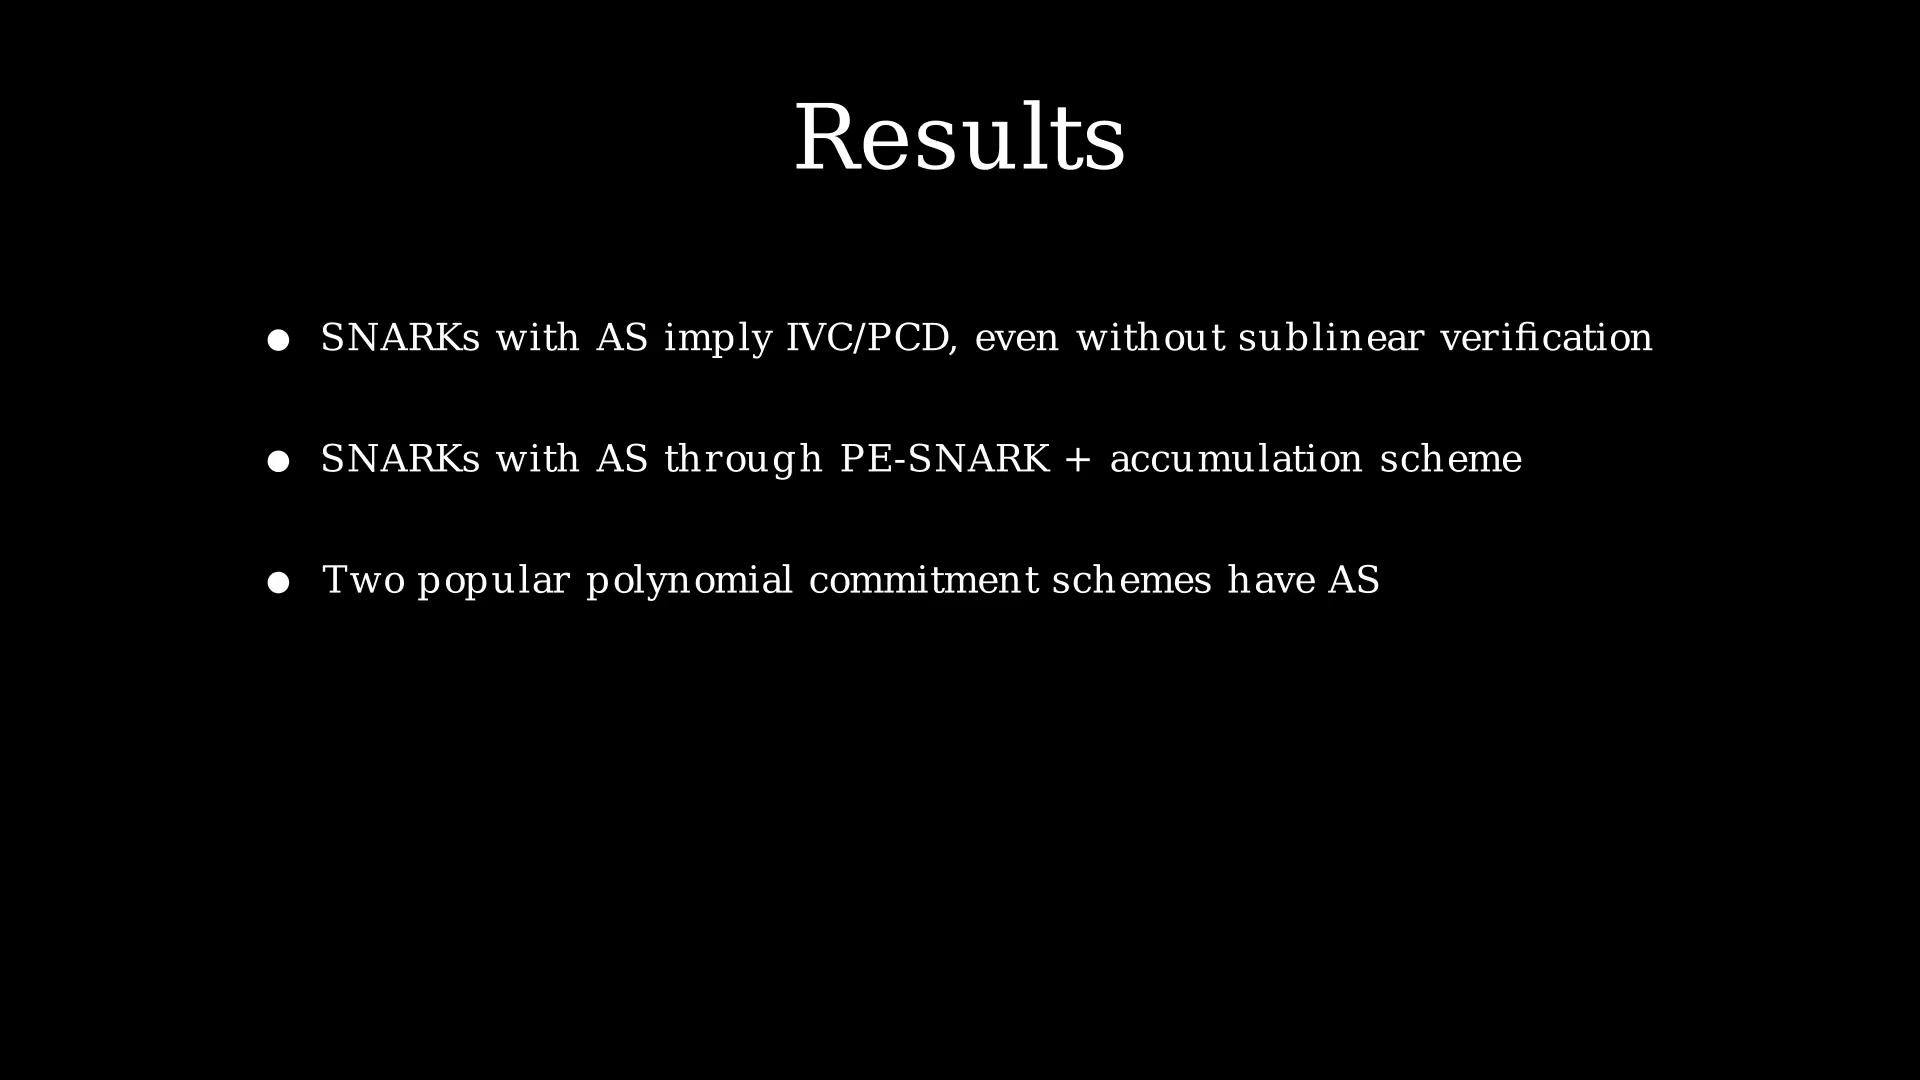 Results
● SNARKs with AS imply IVC/PCD, even without sublinear verification
● SNARKs with AS through PE-SNARK + accumulation scheme
● Two popular polynomial commitment schemes have AS